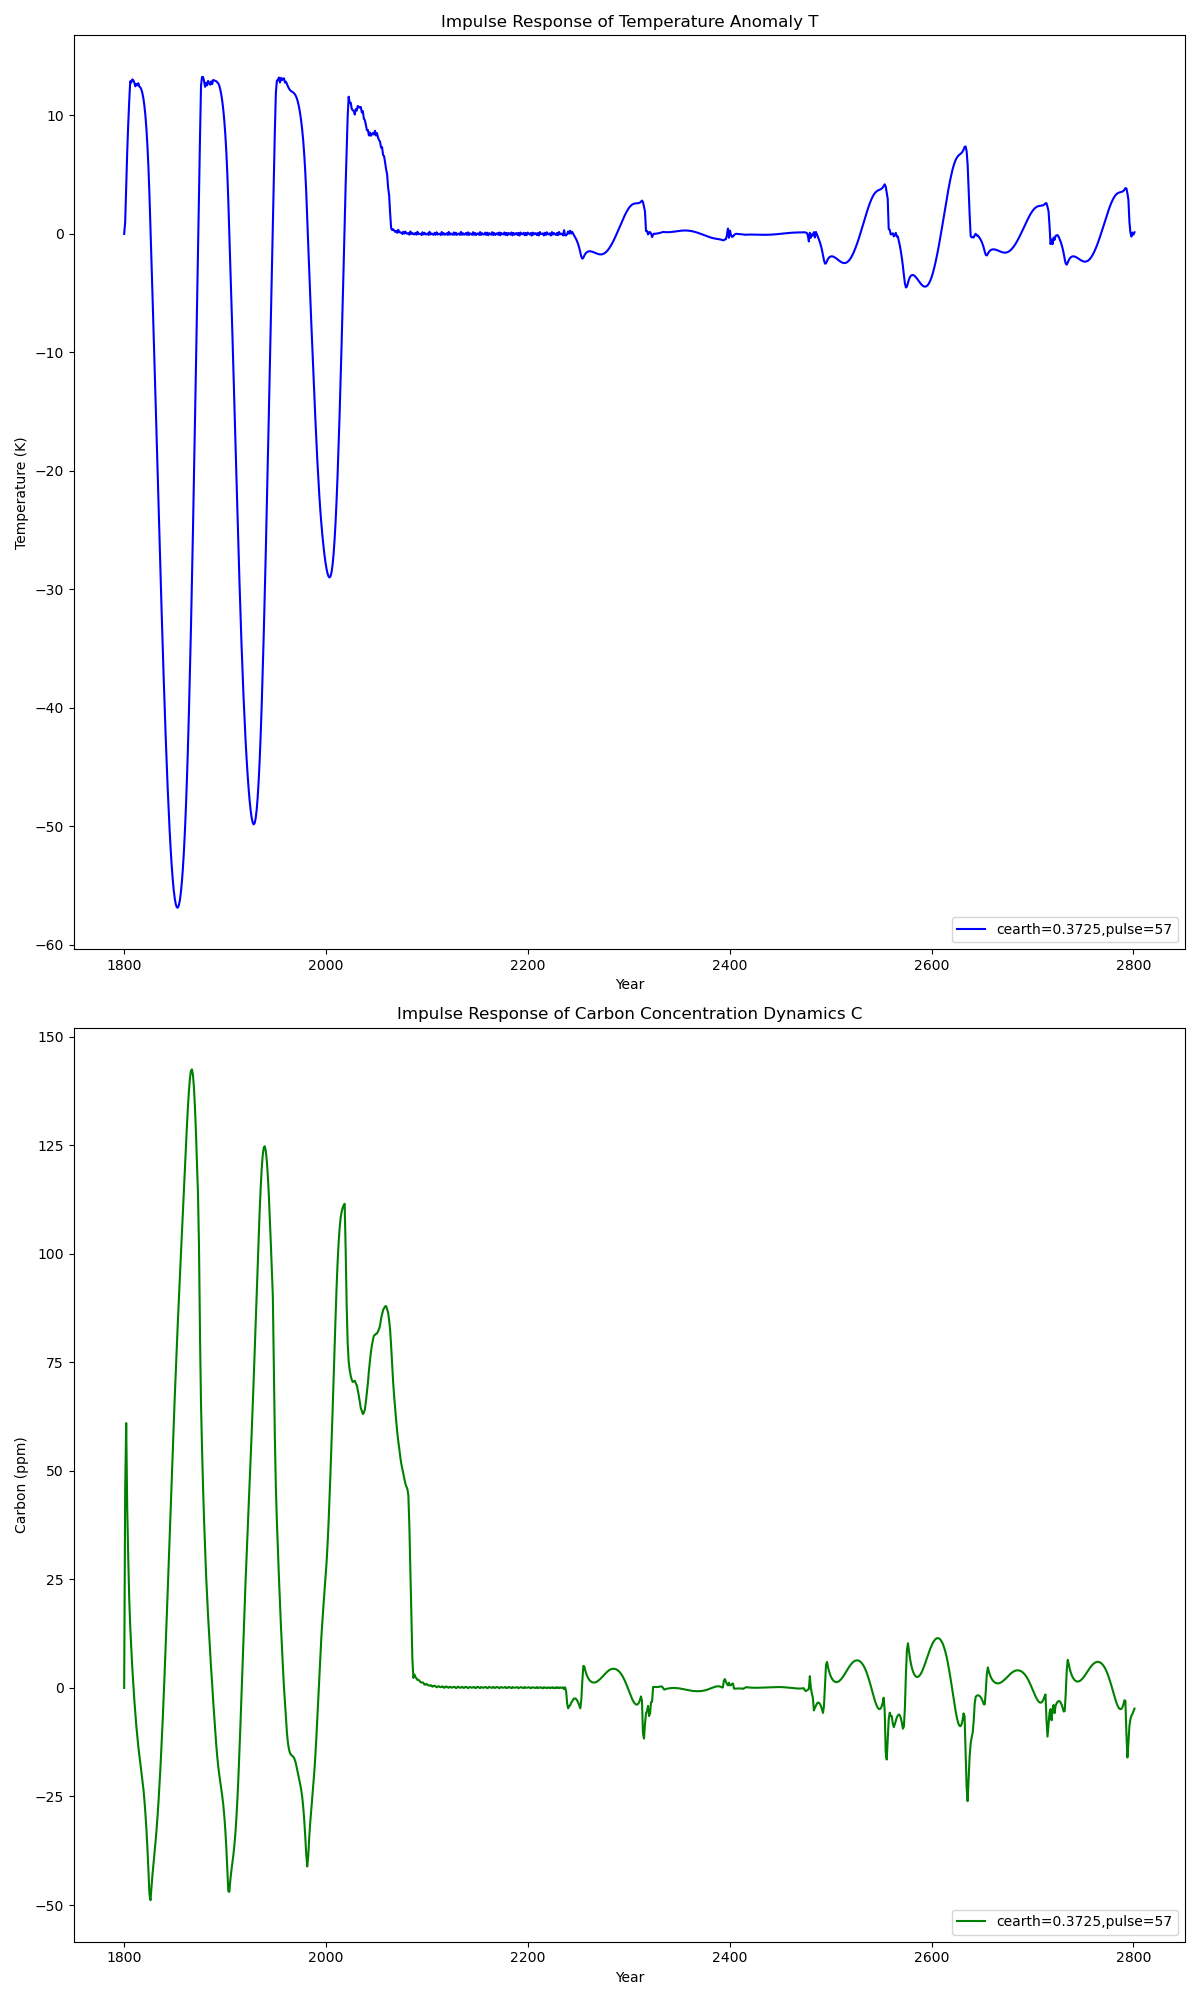 Impulse Response of Temperature Anomaly T
Temperature (K)
10
0
−10
−20
−30
−40
−50
−60
cearth=0.3725,pulse=57
1800 2000 2200 2400 2600 2800
Year
Impulse Response of Carbon Concentration Dynamics C
Carbon (ppm)
150
125
100
75
50
25
0
−25
−50
cearth=0.3725,pulse=57
1800 2000 2200 2400 2600 2800
Year